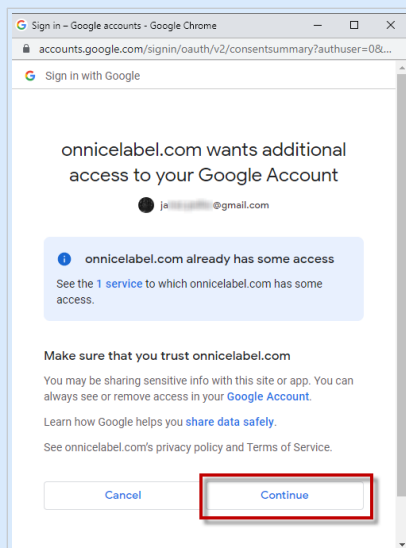 Sign in – Google accounts - Google Chrome
accounts.google.com/signin/oauth/v2/consentsummary?authuser=0&...
Sign in with Google
onnicelabel.com wants additional
access to your Google Account
ja @gmail.com
onnicelabel.com already has some access
See the 1 service to which onnicelabel.com has some
access.
Make sure that you trust onnicelabel.com
You may be sharing sensitive info with this site or app. You can
always see or remove access in your Google Account.
Learn how Google helps you share data safely.
See onnicelabel.com's privacy policy and Terms of Service.
Cancel
Continue